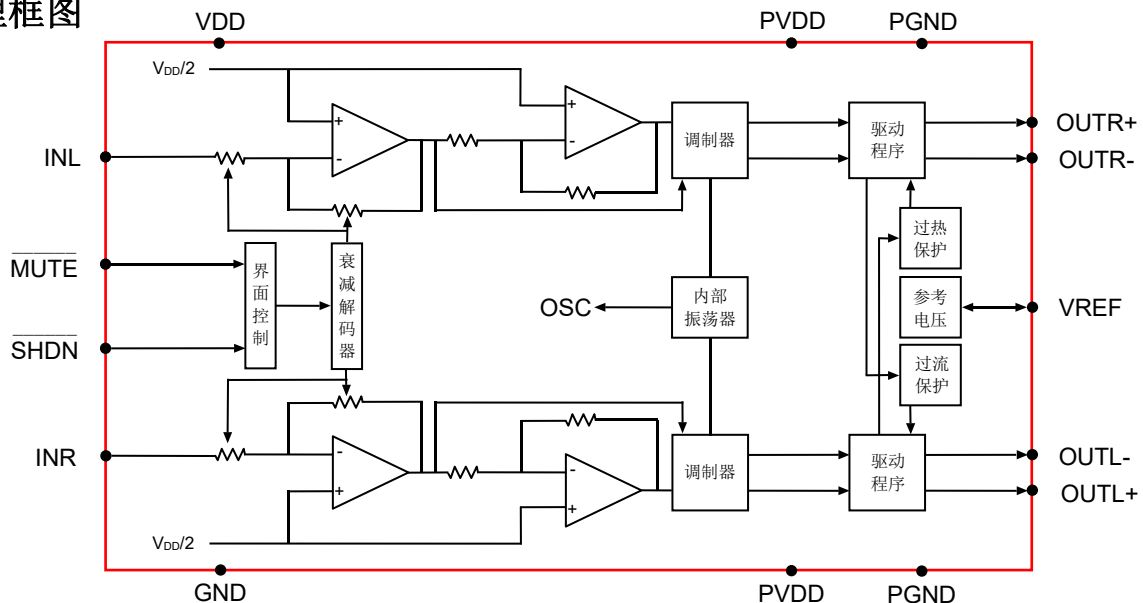 理框图
VDD
PVDD
PGND
VDD/2
+
-
+
-
调制器
驱动
程序
OUTR+
OUTR-
INL
过热
保护
MUTE
界
面
控
制
衰
减
解
码
器
OSC
内部
振荡器
参考
电压
VREF
SHDN
过流
保护
INR
-
+
-
+
调制器
驱动
程序
OUTL-
OUTL+
VDD/2
GND
PVDD
PGND